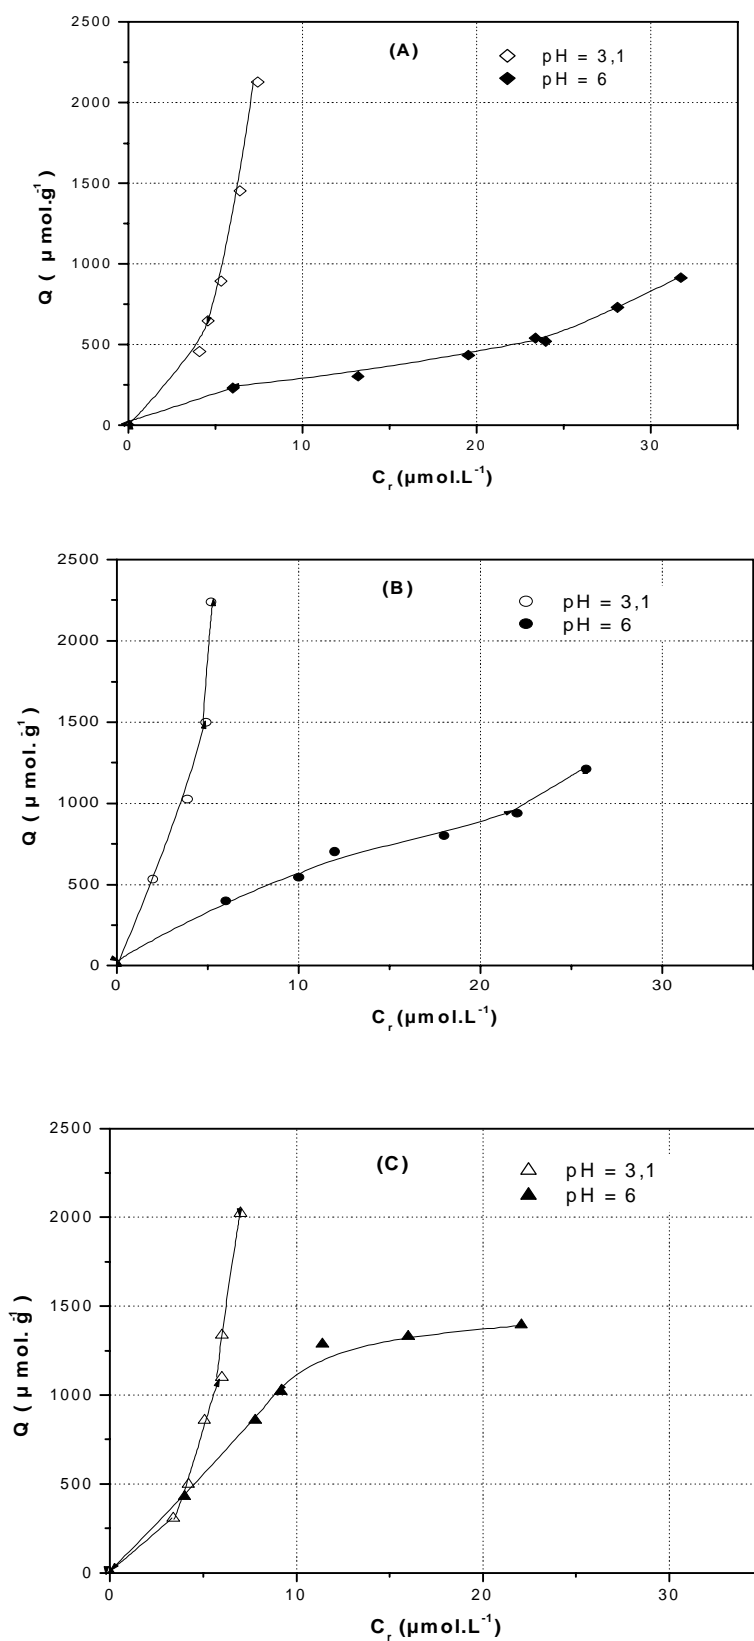 (A)
pH = 3,1
pH = 6
2500
2000
1500
1000
500
0
Q ( µ mol.g-1)
0
10
20
30
Cr (µmol.L-1)
(B)
pH = 3,1
pH = 6
2500
2000
1500
1000
500
0
Q ( µ mol. g-1)
0
10
20
30
Cr (µmol.L-1)
(C)
pH = 3,1
pH = 6
2500
2000
1500
1000
500
0
Q ( µ mol. g-1)
0
10
20
30
Cr (µmol.L-1)